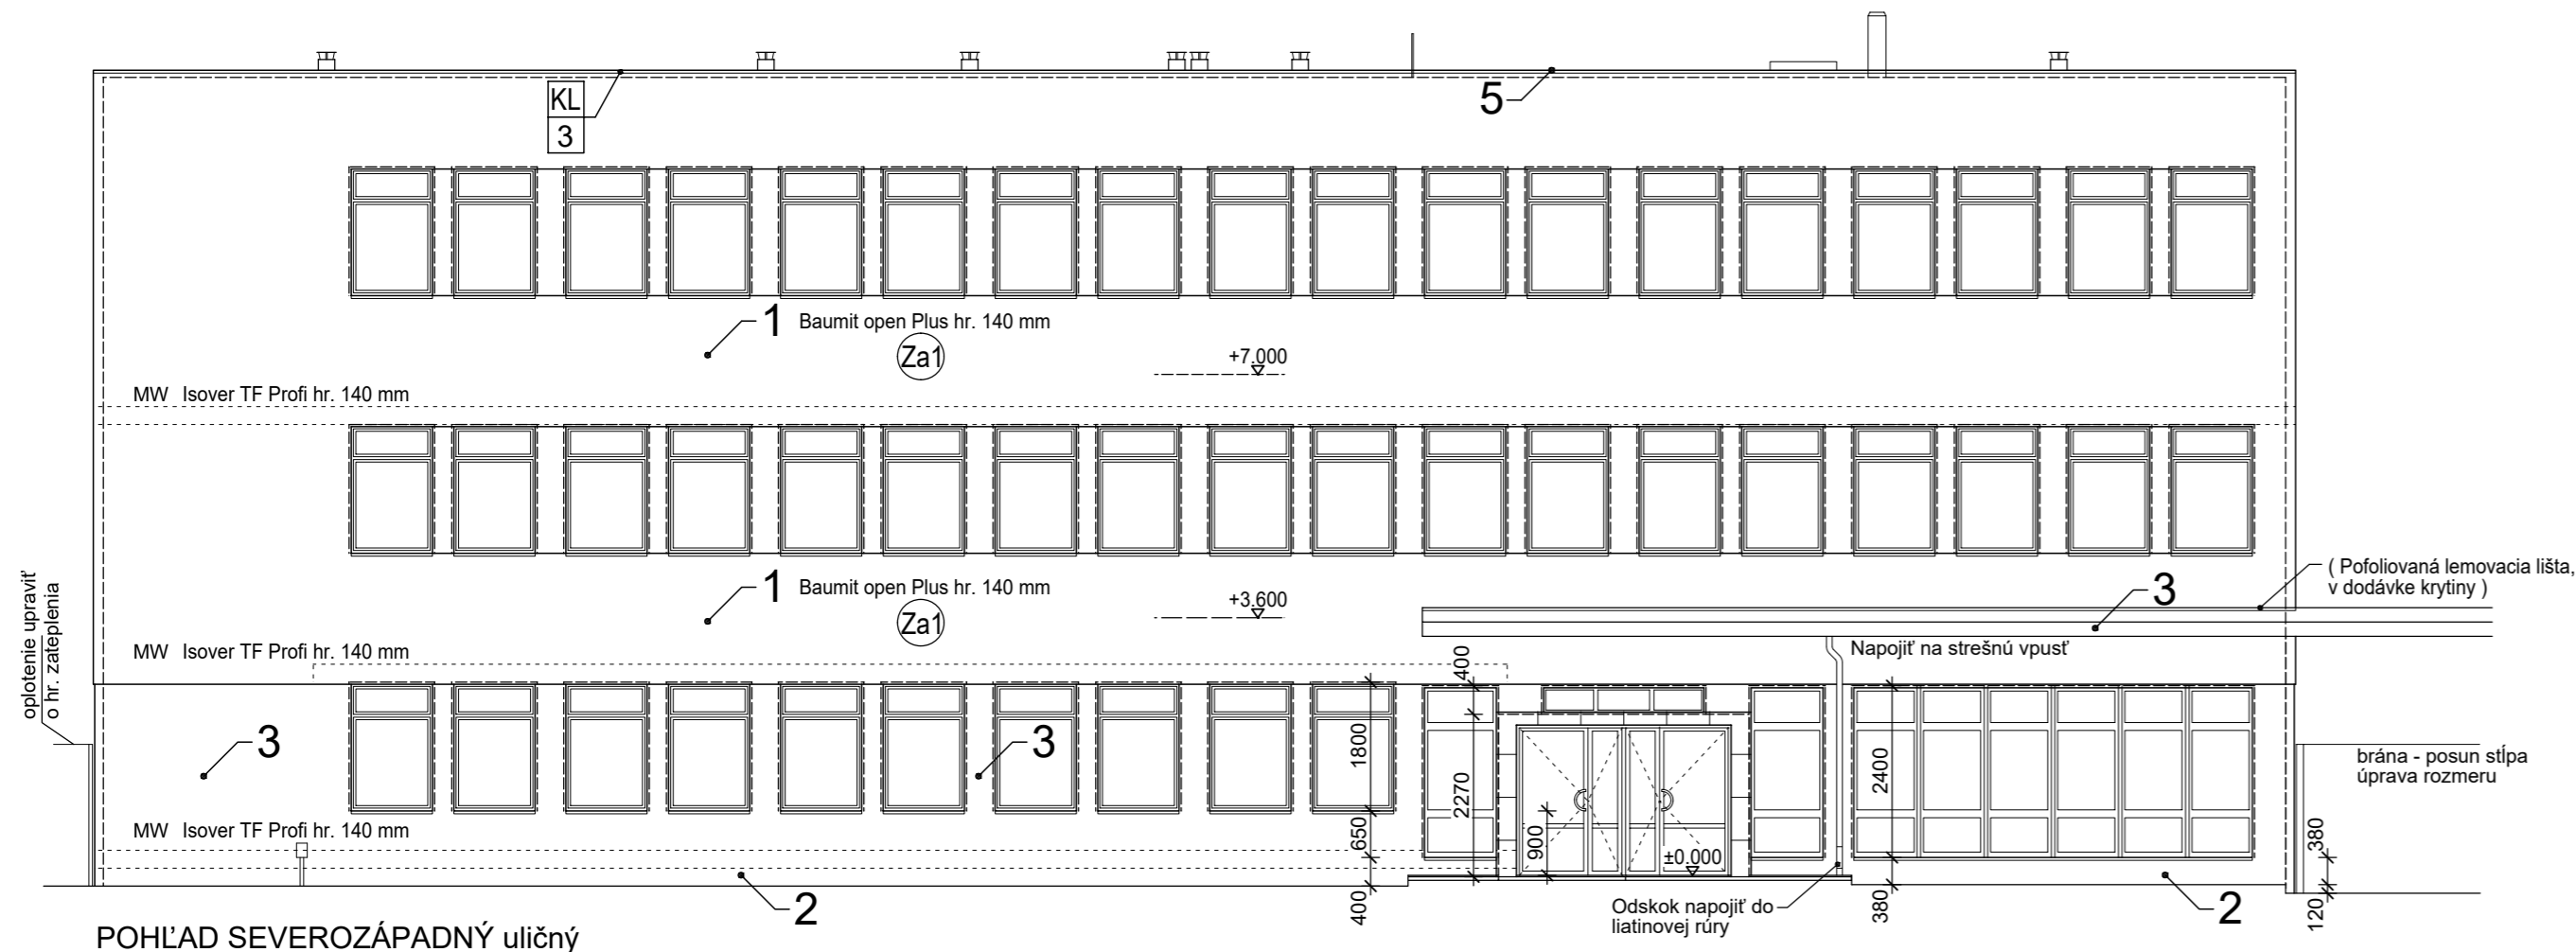 KL
3
5
1 Baumit open Plus hr. 140 mm
Za1
+7.000
MW Isover TF Profi hr. 140 mm
1 Baumit open Plus hr. 140 mm
Za1
+3.600
3
( Pofoliovaná lemovacia lišta,
v dodávke krytiny )
oplotenie upraviť
o hr. zateplenia
MW Isover TF Profi hr. 140 mm
Napojiť na strešnú vpusť
400
3
3
1800
2270
2400
brána - posun stĺpa
úprava rozmeru
MW Isover TF Profi hr. 140 mm
650
900
±0.000
380
2
400
Odskok napojiť do
liatinovej rúry
380
2
120
POHĽAD SEVEROZÁPADNÝ uličný